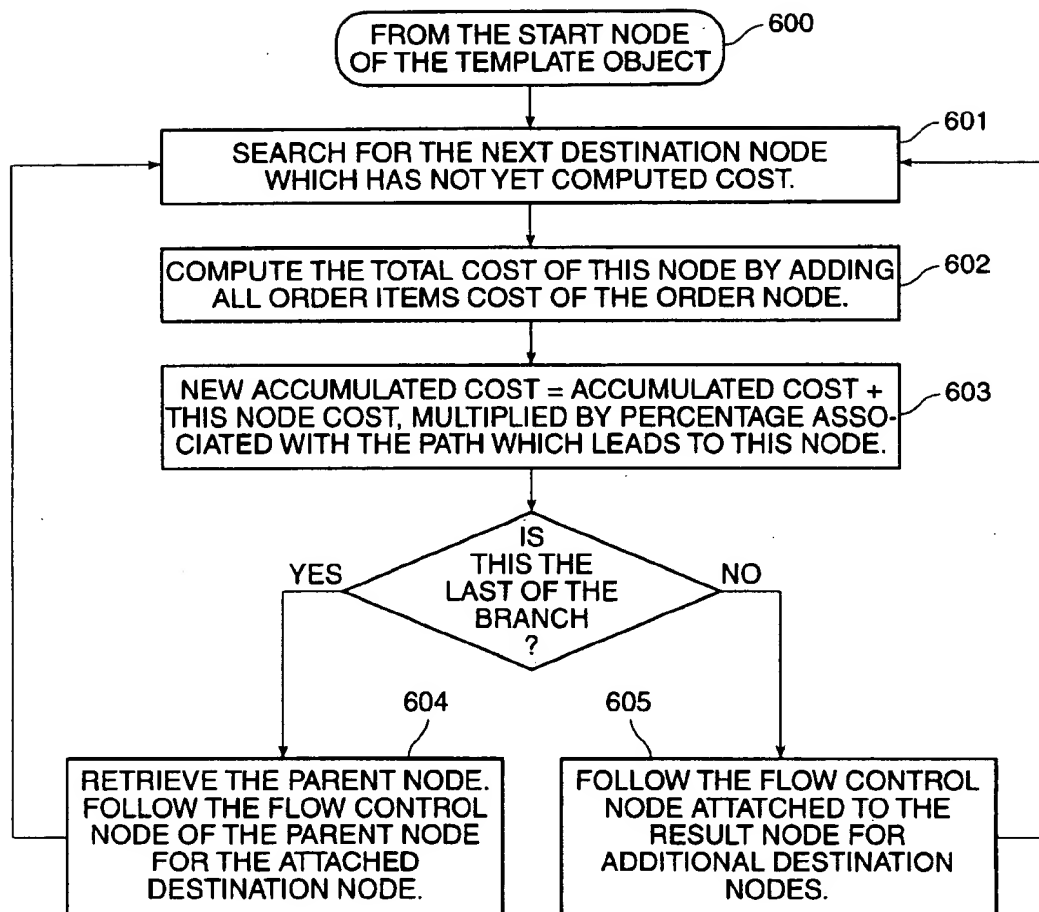 FROM THE START NODE
OF THE TEMPLATE OBJECT
600
601
SEARCH FOR THE NEXT DESTINATION NODE
WHICH HAS NOT YET COMPUTED COST.
COMPUTE THE TOTAL COST OF THIS NODE BY ADDING
ALL ORDER ITEMS COST OF THE ORDER NODE.
602
NEW ACCUMULATED COST = ACCUMULATED COST +
THIS NODE COST, MULTIPLIED BY PERCENTAGE ASSO-
CIATED WITH THE PATH WHICH LEADS TO THIS NODE.
603
IS
THIS THE
LAST OF THE
BRANCH
?
YES
NO
604
RETRIEVE THE PARENT NODE.
FOLLOW THE FLOW CONTROL
NODE OF THE PARENT NODE
FOR THE ATTACHED
DESTINATION NODE.
605
FOLLOW THE FLOW CONTROL
NODE ATTATCHED TO THE
RESULT NODE FOR
ADDITIONAL DESTINATION
NODES.